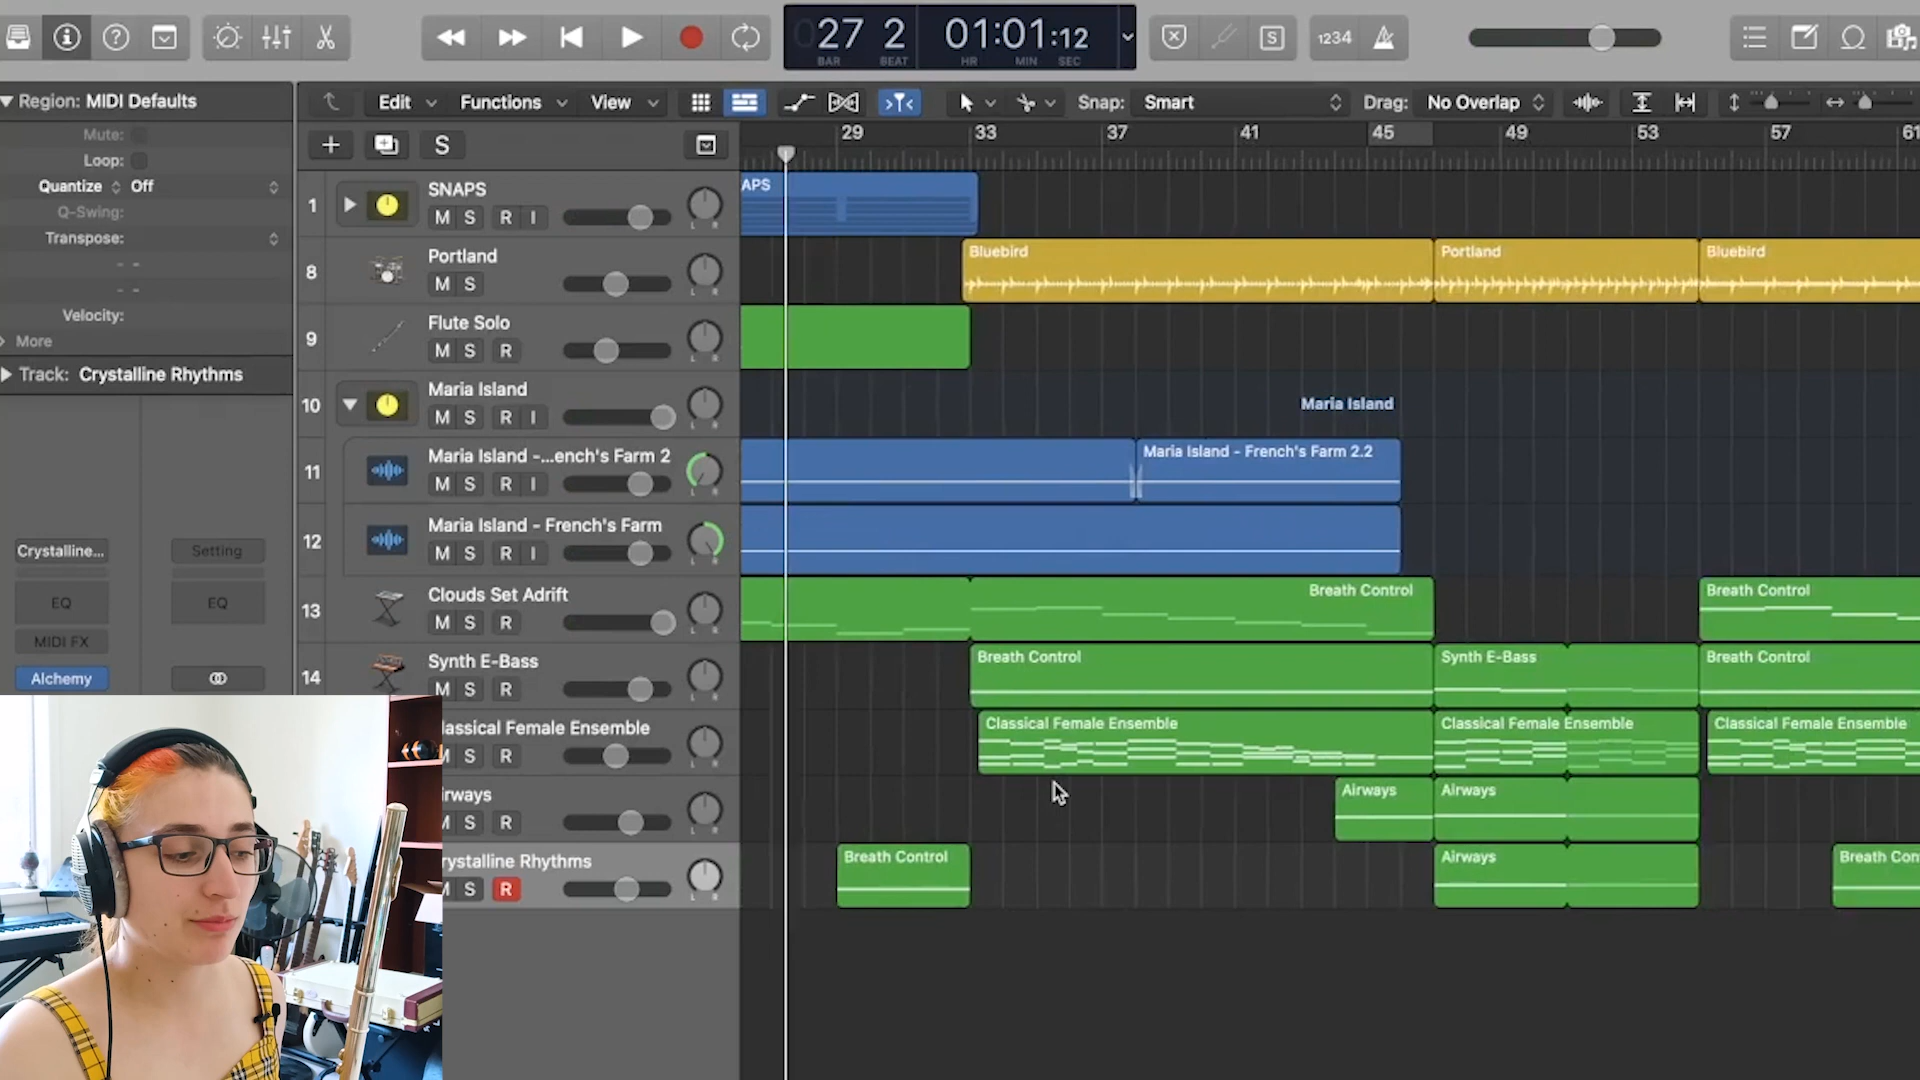 27 2 01:01:12
BAR BEAT HR MIN SEC
S 1234
Region: MIDI Defaults
Mute:
Loop:
Quantize Off
Q-Swing:
Transpose:
Velocity:
More
Track: Crystalline Rhythms
Crystalline... Setting
EQ EQ
MIDI FX
Alchemy
Edit Functions View Snap: Smart Drag: No Overlap
S
29 33 37 41 45 49 53 57 61
1 SNAPS
M S R I L R
APS
8 Portland
M S L R
Bluebird Portland Bluebird
9 Flute Solo
M S R L R
10 Maria Island
M S R I L R
Maria Island
11 Maria Island -...ench's Farm 2
M S R I L R
Maria Island - French's Farm 2.2
12 Maria Island - French's Farm
M S R I L R
13 Clouds Set Adrift
M S R L R
Breath Control Breath Control
14 Synth E-Bass
M S R L R
Breath Control Synth E-Bass Breath Control
lassical Female Ensemble
M S R L R
Classical Female Ensemble Classical Female Ensemble Classical Female Ensemble
irways
M S R L R
Airways Airways
rystalline Rhythms
M S R L R
Breath Control Airways Breath Con